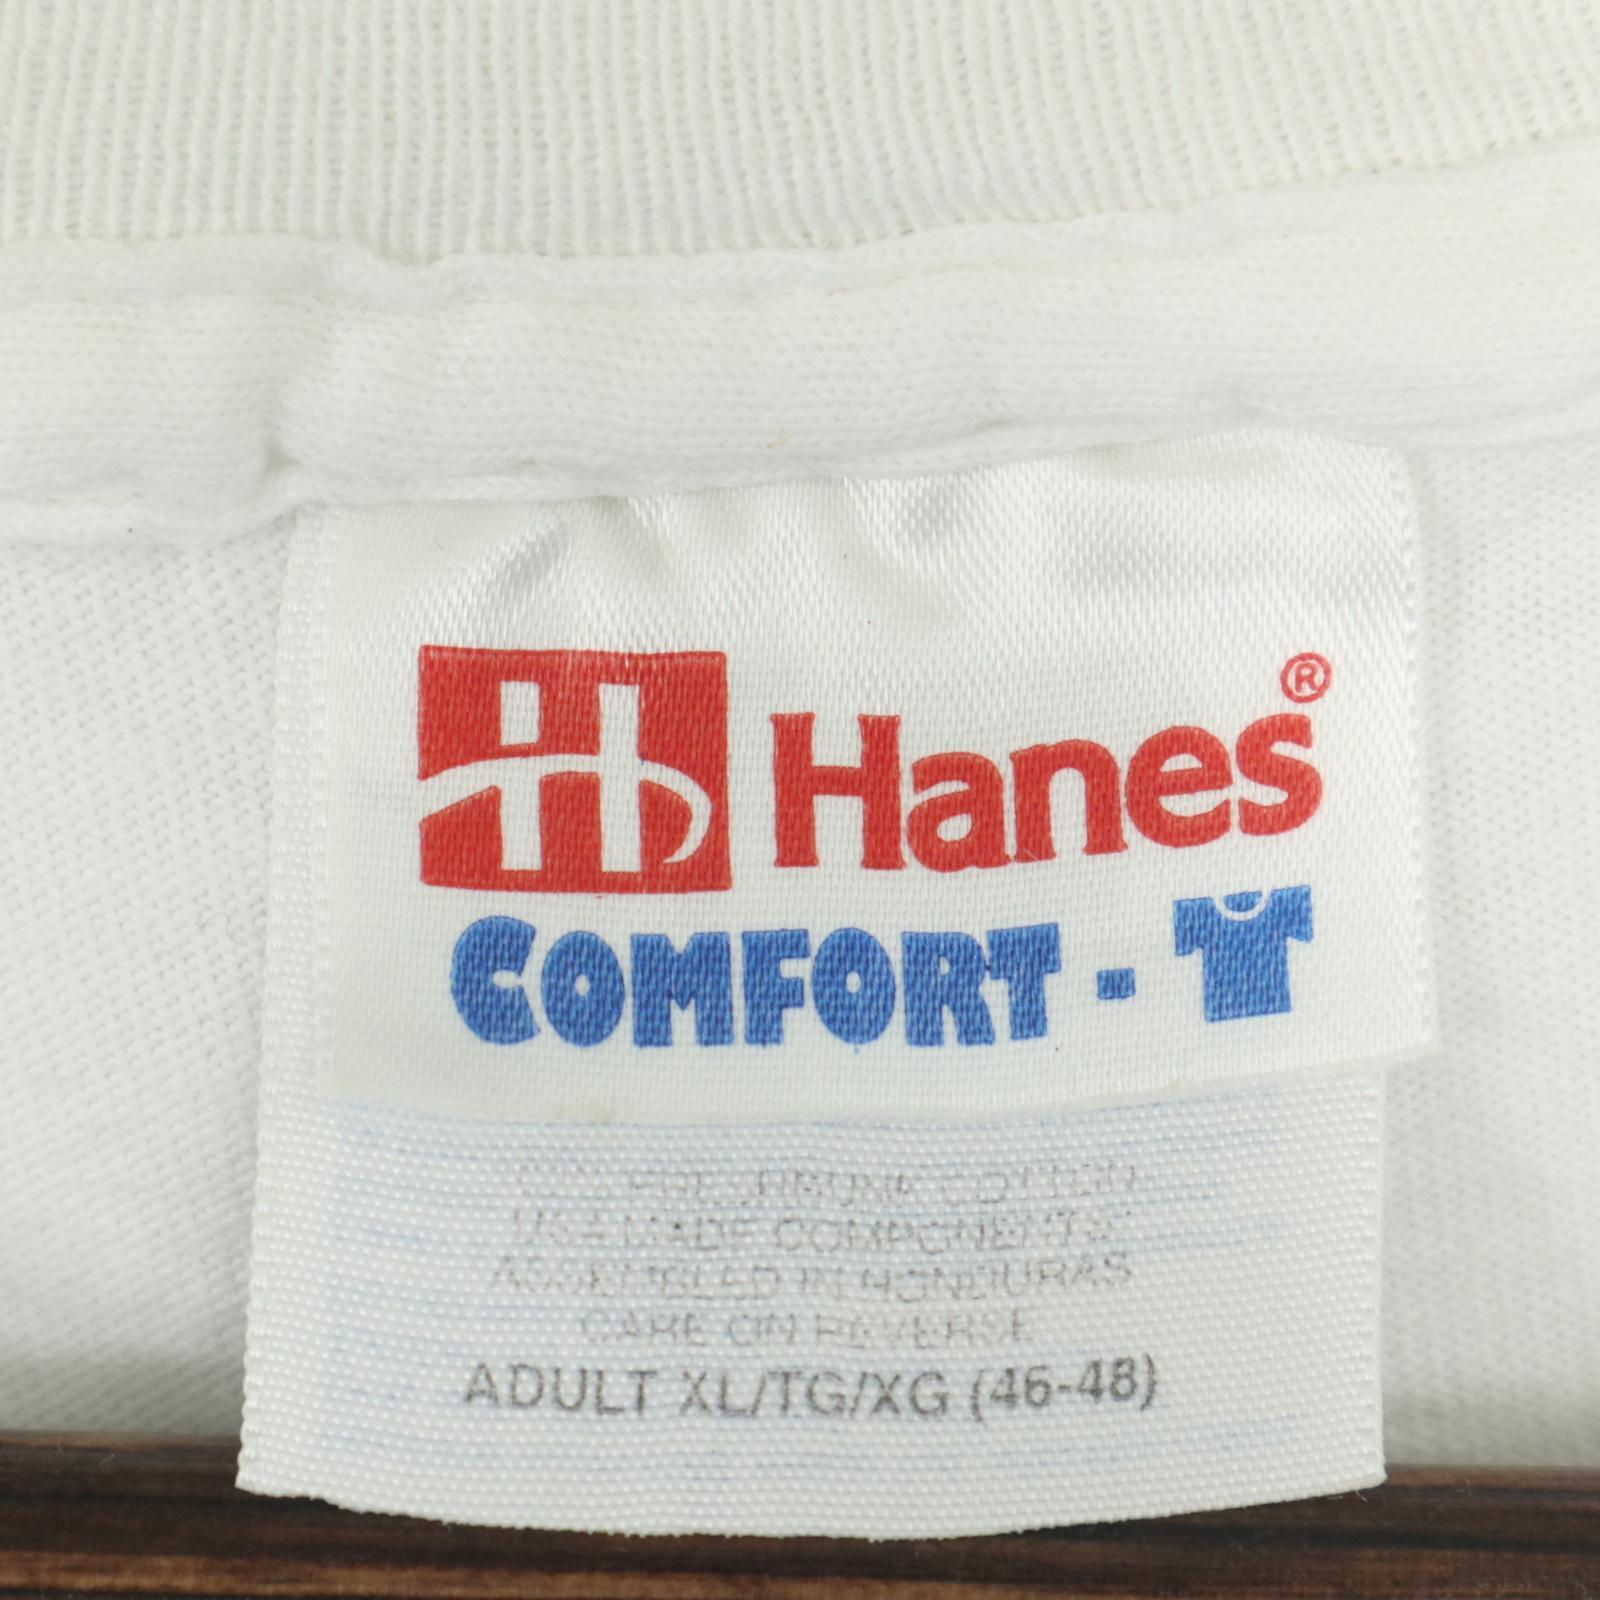 H Hanes®
COMFORT -
PRESHRUNK COTTON
USA MADE COMPONENTS
ASSEMBLED IN HONDURAS
CARE ON REVERSE
ADULT XL/TG/XG (46-48)